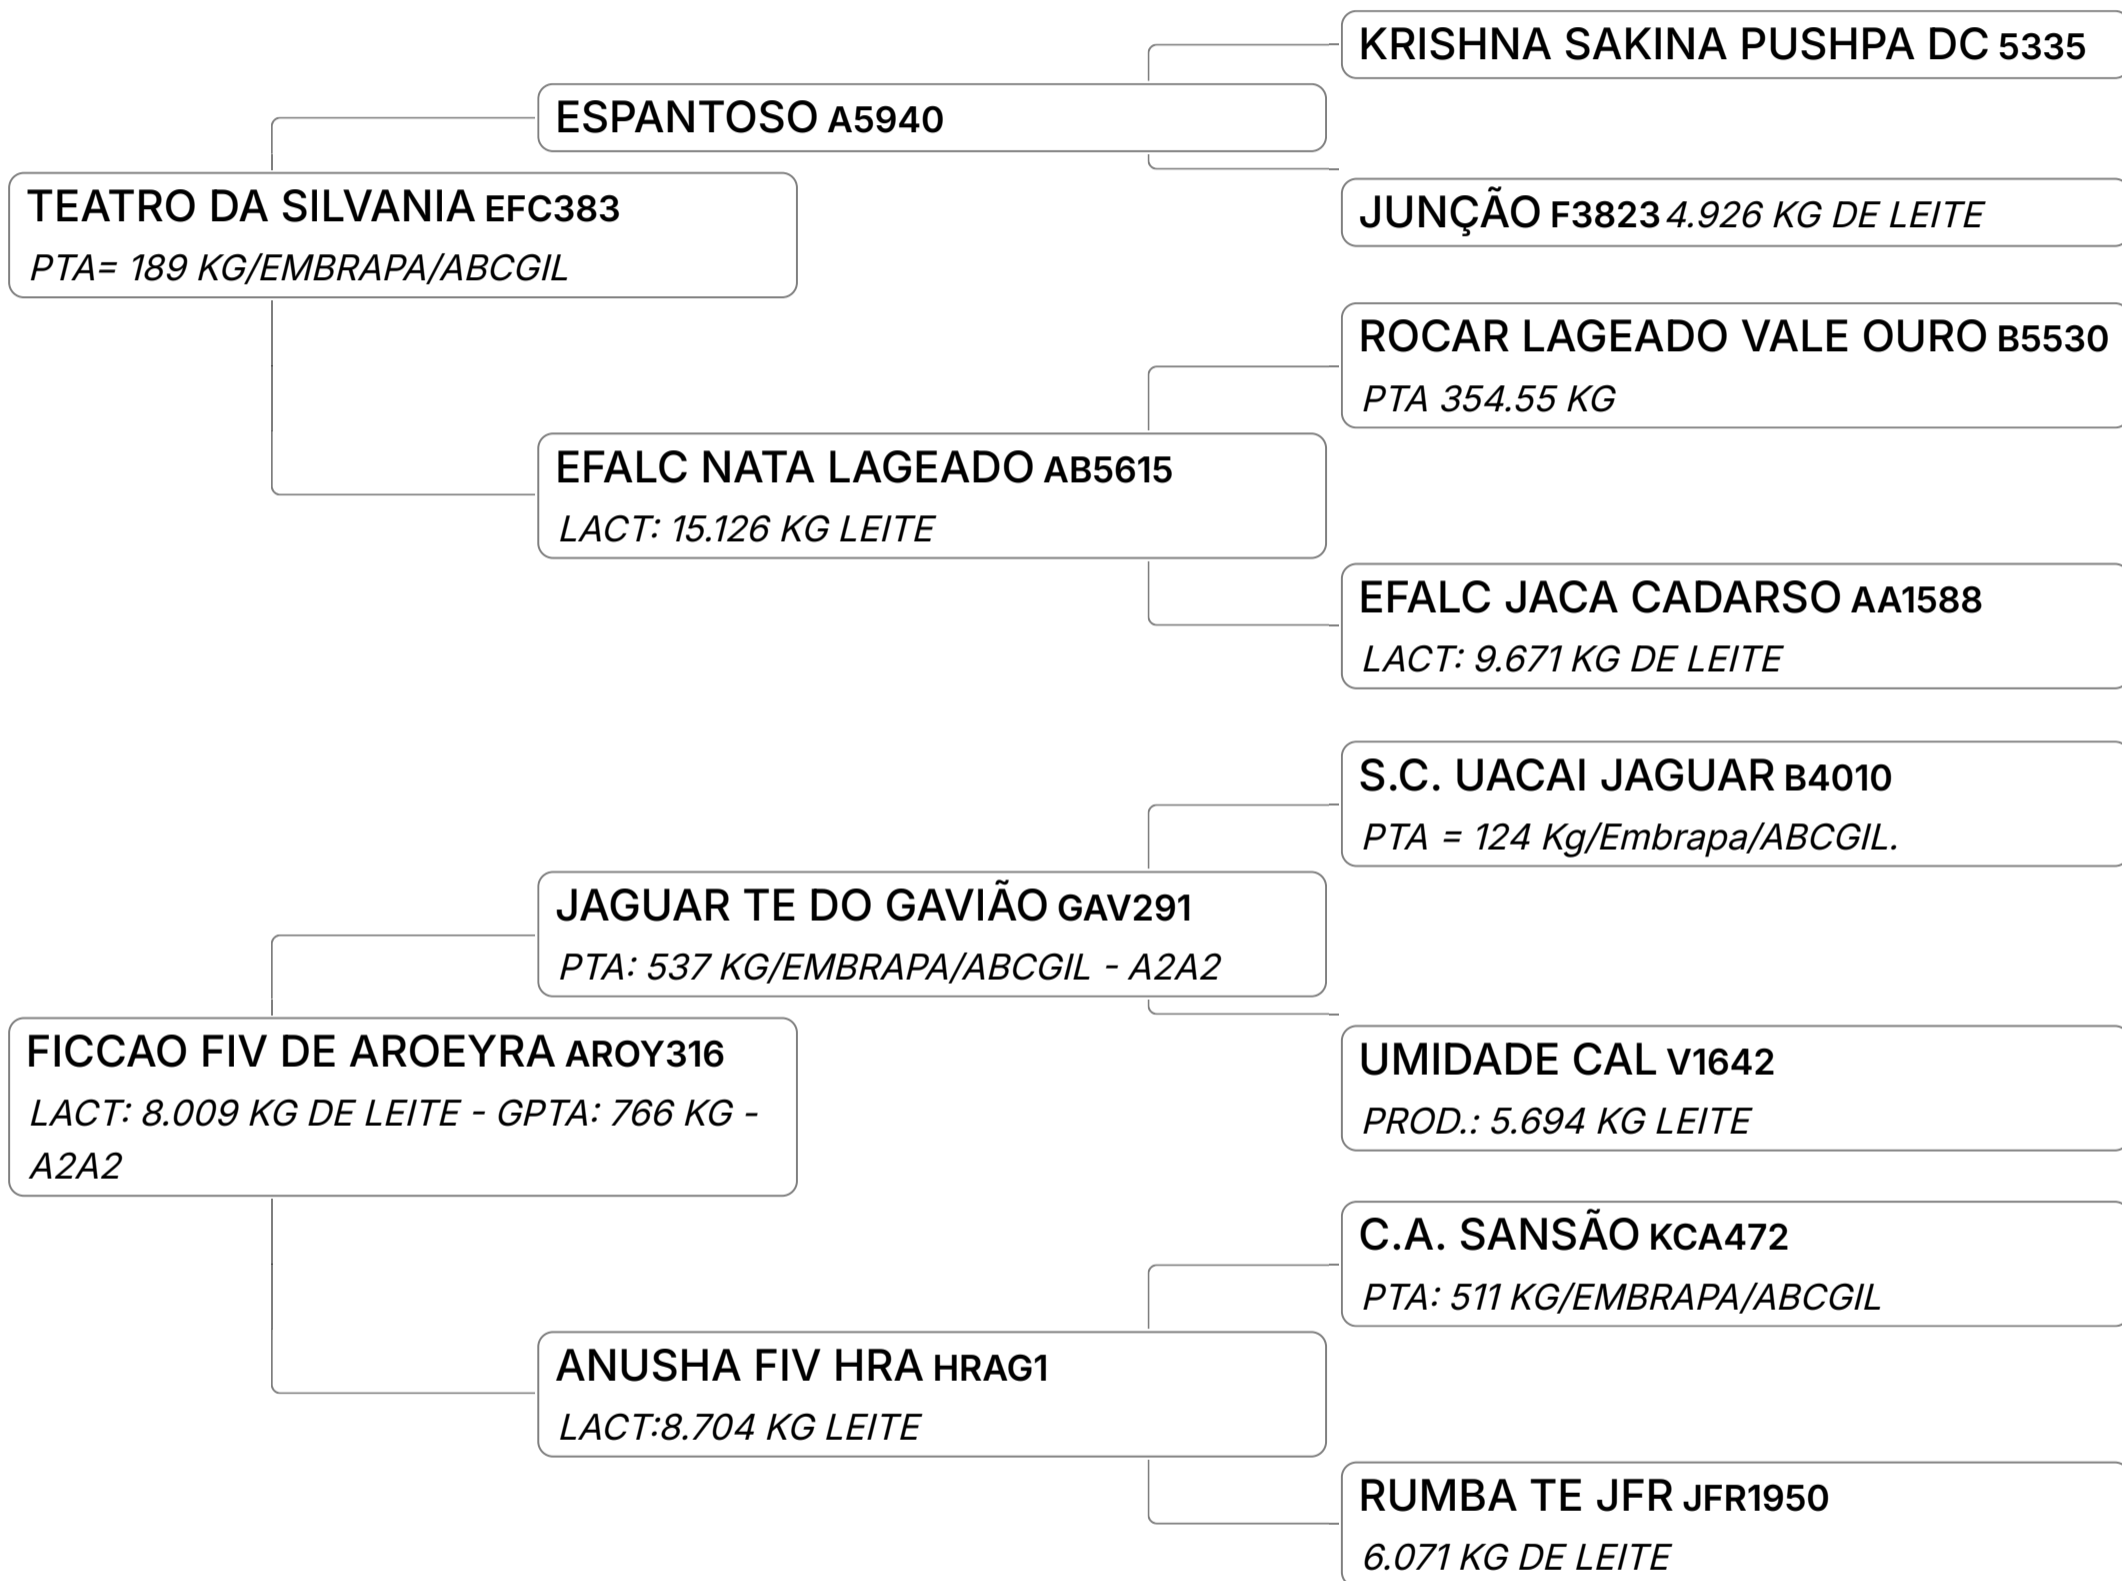 KRISHNA SAKINA PUSHPA DC 5335
ESPANTOSO A5940
JUNÇÃO F3823 4.926 KG DE LEITE
TEATRO DA SILVANIA EFC383
PTA= 189 KG/EMBRAPA/ABCGIL
ROCAR LAGEADO VALE OURO B5530
PTA 354.55 KG
EFALC NATA LAGEADO AB5615
LACT: 15.126 KG LEITE
EFALC JACA CADARSO AA1588
LACT: 9.671 KG DE LEITE
S.C. UACAI JAGUAR B4010
PTA = 124 Kg/Embrapa/ABCGIL.
JAGUAR TE DO GAVIÃO GAV291
PTA: 537 KG/EMBRAPA/ABCGIL - A2A2
FICCAO FIV DE AROEYRA AROY316
LACT: 8.009 KG DE LEITE - GPTA: 766 KG -
A2A2
UMIDADE CAL V1642
PROD.: 5.694 KG LEITE
C.A. SANSÃO KCA472
PTA: 511 KG/EMBRAPA/ABCGIL
ANUSHA FIV HRA HRAG1
LACT:8.704 KG LEITE
RUMBA TE JFR JFR1950
6.071 KG DE LEITE